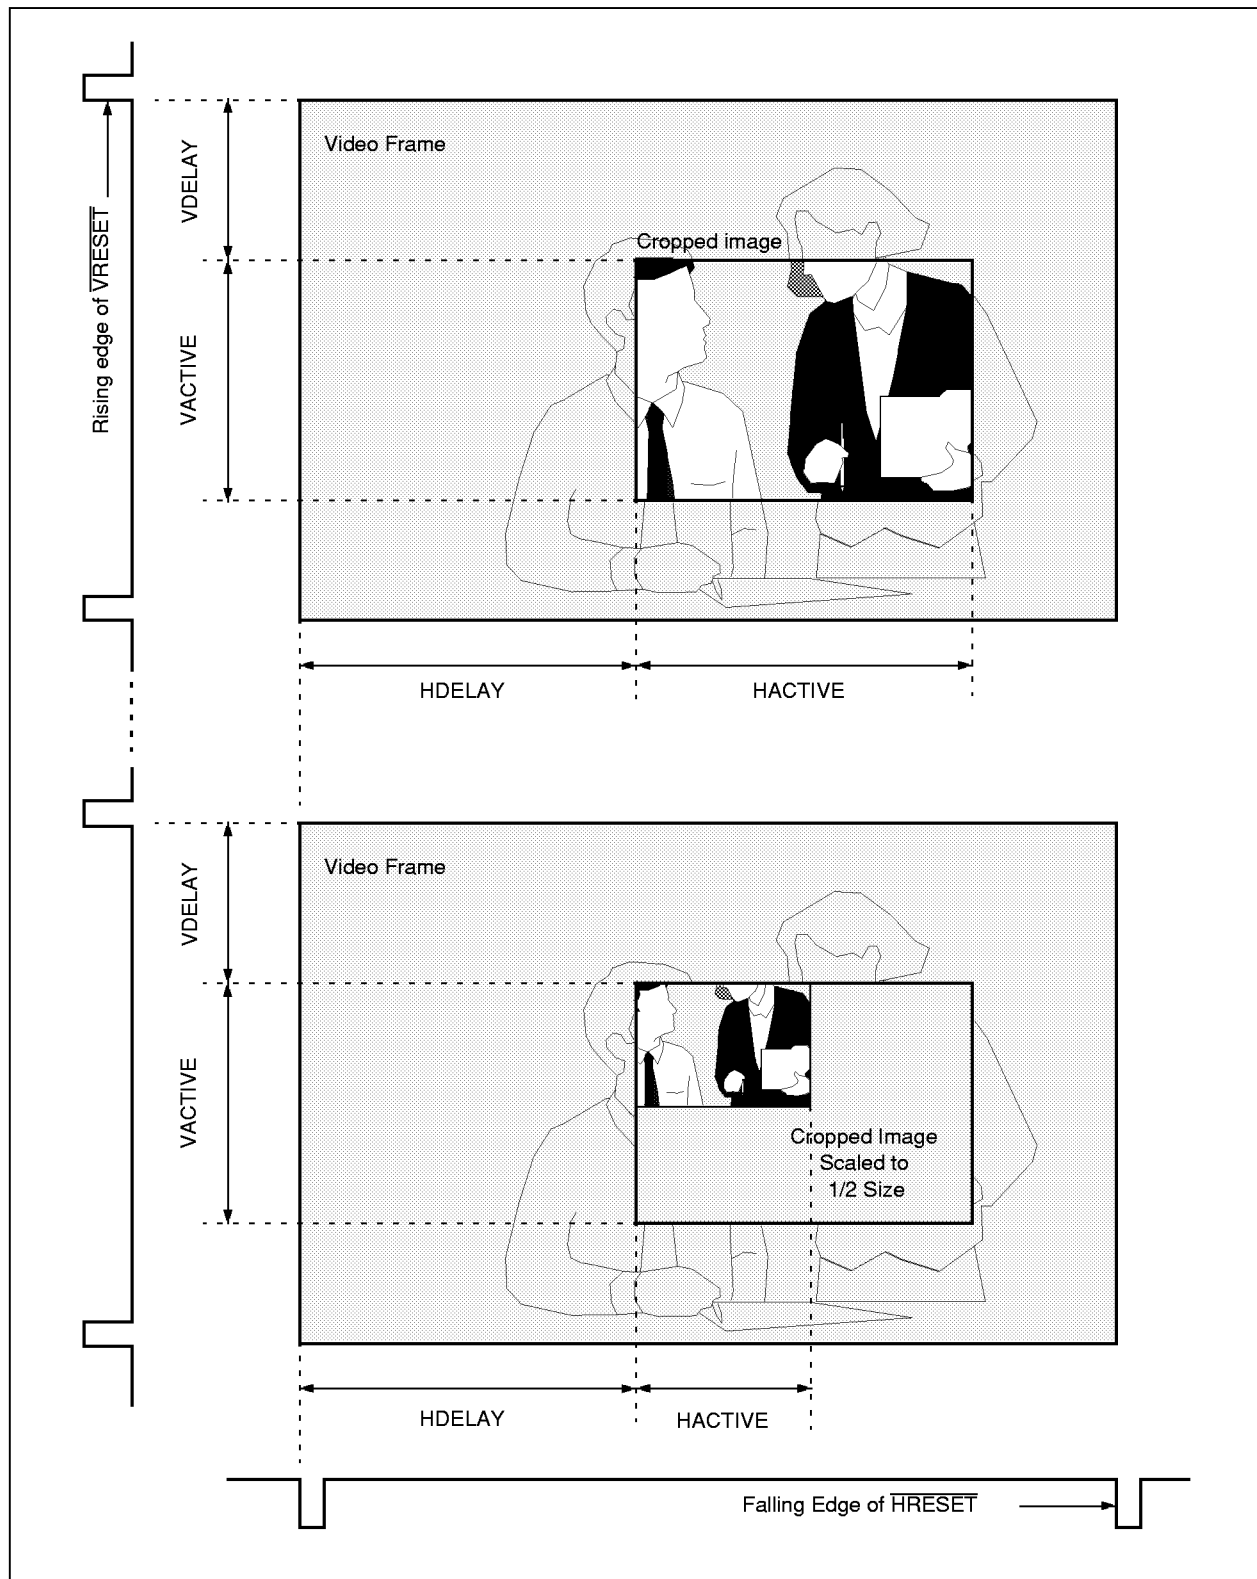 Video Frame
VDELAY
Cropped image
Rising edge of VRESET
VACTIVE
HDELAY
HACTIVE
Video Frame
VDELAY
VACTIVE
Cropped Image
Scaled to
1/2 Size
HDELAY
HACTIVE
Falling Edge of HRESET